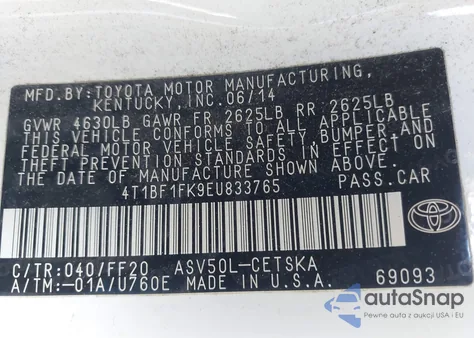 MFD.BY:TOYOTA MOTOR MANUFACTURING,
KENTUCKY,INC.06/14
GVWR 4630LB GAWR FR 2625LB RR 2625LB
THIS VEHICLE CONFORMS TO ALL APPLICABLE
FEDERAL MOTOR VEHICLE SAFETY,BUMPER,AND
THEFT PREVENTION STANDARDS IN EFFECT ON
THE DATE OF MANUFACTURE SHOWN ABOVE.
4T1BF1FK9EU833765 PASS.CAR
C/TR:040/FF20 ASV50L-CETSKA
A/TM:-01A/U760E MADE IN U.S.A. 69093
TOYOTA
autoSnap
Pewne auto z USA i UE